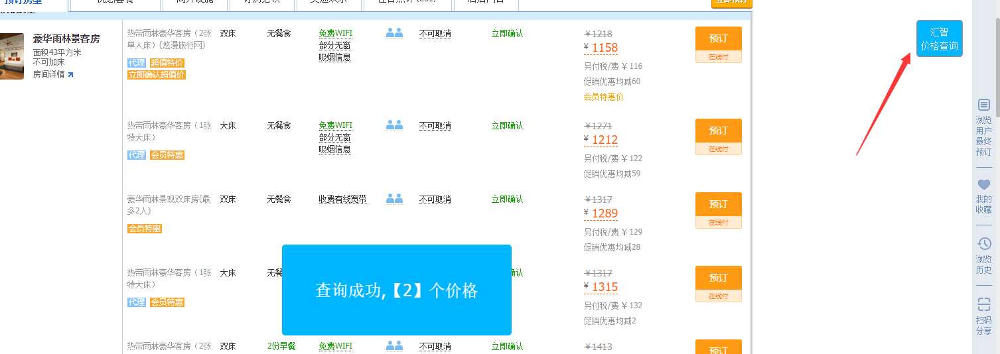 预订房型
立即预订
豪华雨林景客房
面积43平方米
不可加床
房间详情
热带雨林豪华客房（2张
单人床）(悠漫旅行网)
代理 超值特价
立即确认超值价
双床
无餐食
免费WIFI
部分无窗
吸烟信息
不可取消
立即确认
￥1218
¥ 1158
另付税/费￥116
促销优惠均减60
会员特惠价
预订
在线付
热带雨林豪华客房（1张
特大床）
代理 会员特惠
大床
无餐食
免费WIFI
部分无窗
吸烟信息
不可取消
立即确认
￥1271
¥ 1212
另付税/费￥122
促销优惠均减59
预订
在线付
豪华雨林景观双床房(最
多2人)
会员特惠
双床
无餐食
收费有线宽带
不可取消
立即确认
￥1317
¥ 1289
另付税/费￥129
促销优惠均减28
预订
在线付
热带雨林豪华客房（1张
特大床）
代理 会员特惠
大床
无餐
确认
￥1317
¥ 1315
另付税/费￥132
促销优惠均减2
预订
在线付
查询成功,【2】个价格
热带雨林豪华客房（2张
双床
2份早餐
免费WIFI
不可取消
立即确认
￥1413
预订
汇智
价格查询
浏览
用户
最终
预订
我的
收藏
浏览
历史
扫码
分享